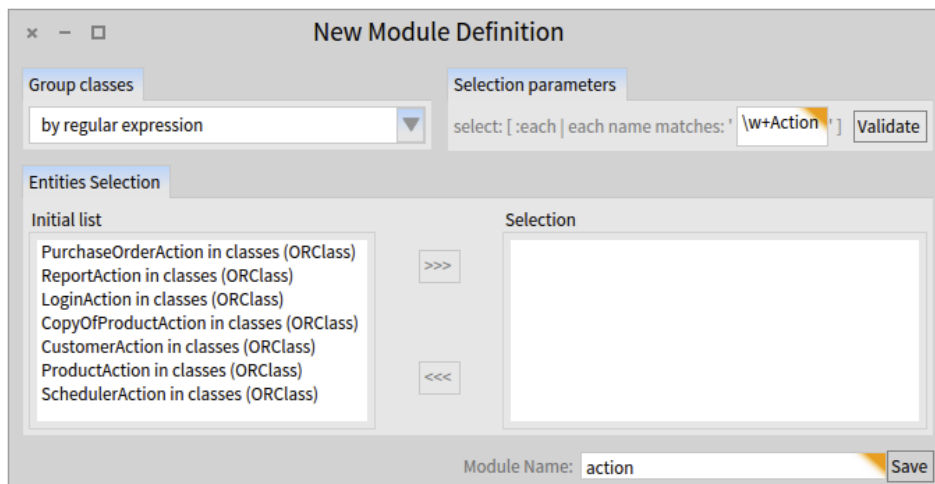 New Module Definition
Group classes
Selection parameters
by regular expression
select: [ :each | each name matches: ' \w+Action ' ] Validate
Entities Selection
Initial list
Selection
PurchaseOrderAction in classes (ORClass)
ReportAction in classes (ORClass)
LoginAction in classes (ORClass)
CopyOfProductAction in classes (ORClass)
CustomerAction in classes (ORClass)
ProductAction in classes (ORClass)
SchedulerAction in classes (ORClass)
>>>
<<<
Module Name: action Save